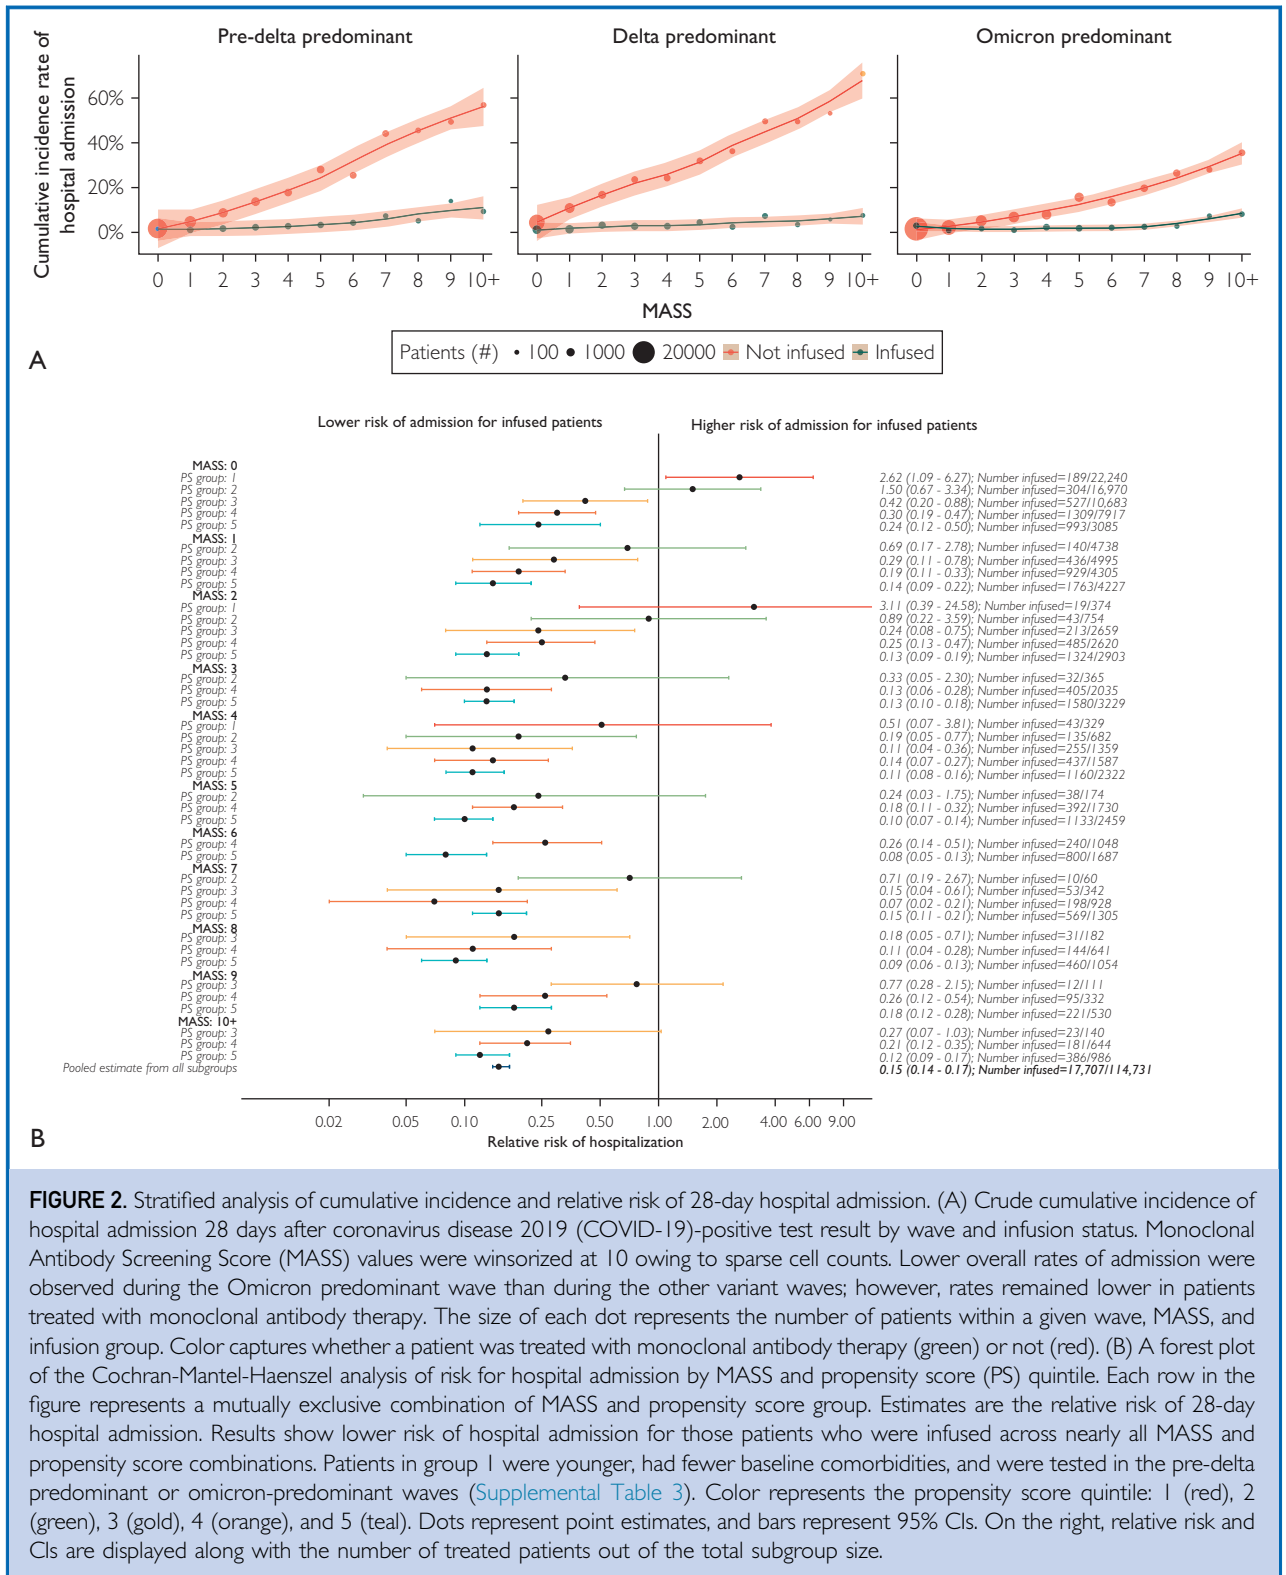 Pre-delta predominant
Delta predominant
Omicron predominant
Cumulative incidence rate of
hospital admission
60%
40%
20%
0%
0 1 2 3 4 5 6 7 8 9 10+
0 1 2 3 4 5 6 7 8 9 10+
0 1 2 3 4 5 6 7 8 9 10+
MASS
Patients (#) 100 1000 20000 Not infused Infused
A
Lower risk of admission for infused patients
Higher risk of admission for infused patients
MASS: 0
PS group: 1 2.62 (1.09 - 6.27); Number infused=189/22,240
PS group: 2 1.50 (0.67 - 3.34); Number infused=304/16,970
PS group: 3 0.42 (0.20 - 0.88); Number infused=527/10,683
PS group: 4 0.30 (0.19 - 0.47); Number infused=1309/7917
PS group: 5 0.24 (0.12 - 0.50); Number infused=993/3085
MASS: 1
PS group: 2 0.69 (0.17 - 2.78); Number infused=140/4738
PS group: 3 0.29 (0.11 - 0.78); Number infused=436/4995
PS group: 4 0.19 (0.11 - 0.33); Number infused=929/4305
PS group: 5 0.14 (0.09 - 0.22); Number infused=1763/4227
MASS: 2
PS group: 1 3.11 (0.39 - 24.58); Number infused=19/374
PS group: 2 0.89 (0.22 - 3.59); Number infused=43/754
PS group: 3 0.24 (0.08 - 0.75); Number infused=213/2659
PS group: 4 0.25 (0.13 - 0.47); Number infused=485/2620
PS group: 5 0.13 (0.09 - 0.19); Number infused=1324/2903
MASS: 3
PS group: 2 0.33 (0.05 - 2.30); Number infused=32/365
PS group: 4 0.13 (0.06 - 0.28); Number infused=405/2035
PS group: 5 0.13 (0.10 - 0.18); Number infused=1580/3229
MASS: 4
PS group: 1 0.51 (0.07 - 3.81); Number infused=43/329
PS group: 2 0.19 (0.05 - 0.77); Number infused=135/682
PS group: 3 0.11 (0.04 - 0.36); Number infused=255/1359
PS group: 4 0.14 (0.07 - 0.27); Number infused=437/1587
PS group: 5 0.11 (0.08 - 0.16); Number infused=1160/2322
MASS: 5
PS group: 2 0.24 (0.03 - 1.75); Number infused=38/174
PS group: 4 0.18 (0.11 - 0.32); Number infused=392/1730
PS group: 5 0.10 (0.07 - 0.14); Number infused=1133/2459
MASS: 6
PS group: 4 0.26 (0.14 - 0.51); Number infused=240/1048
PS group: 5 0.08 (0.05 - 0.13); Number infused=800/1687
MASS: 7
PS group: 2 0.71 (0.19 - 2.67); Number infused=10/60
PS group: 3 0.15 (0.04 - 0.61); Number infused=53/342
PS group: 4 0.07 (0.02 - 0.21); Number infused=198/928
PS group: 5 0.15 (0.11 - 0.21); Number infused=569/1305
MASS: 8
PS group: 3 0.18 (0.05 - 0.71); Number infused=31/182
PS group: 4 0.11 (0.04 - 0.28); Number infused=144/641
PS group: 5 0.09 (0.06 - 0.13); Number infused=460/1054
MASS: 9
PS group: 3 0.77 (0.28 - 2.15); Number infused=12/111
PS group: 4 0.26 (0.12 - 0.54); Number infused=95/332
PS group: 5 0.18 (0.12 - 0.28); Number infused=221/530
MASS: 10+
PS group: 3 0.27 (0.07 - 1.03); Number infused=23/140
PS group: 4 0.21 (0.12 - 0.35); Number infused=181/644
PS group: 5 0.12 (0.09 - 0.17); Number infused=386/986
Pooled estimate from all subgroups 0.15 (0.14 - 0.17); Number infused=17,707/114,731
0.02 0.05 0.10 0.25 0.50 1.00 2.00 4.00 6.00 9.00
Relative risk of hospitalization
B
FIGURE 2. Stratified analysis of cumulative incidence and relative risk of 28-day hospital admission. (A) Crude cumulative incidence of
hospital admission 28 days after coronavirus disease 2019 (COVID-19)-positive test result by wave and infusion status. Monoclonal
Antibody Screening Score (MASS) values were winsorized at 10 owing to sparse cell counts. Lower overall rates of admission were
observed during the Omicron predominant wave than during the other variant waves; however, rates remained lower in patients
treated with monoclonal antibody therapy. The size of each dot represents the number of patients within a given wave, MASS, and
infusion group. Color captures whether a patient was treated with monoclonal antibody therapy (green) or not (red). (B) A forest plot
of the Cochran-Mantel-Haenszel analysis of risk for hospital admission by MASS and propensity score (PS) quintile. Each row in the
figure represents a mutually exclusive combination of MASS and propensity score group. Estimates are the relative risk of 28-day
hospital admission. Results show lower risk of hospital admission for those patients who were infused across nearly all MASS and
propensity score combinations. Patients in group 1 were younger, had fewer baseline comorbidities, and were tested in the pre-delta
predominant or omicron-predominant waves (Supplemental Table 3). Color represents the propensity score quintile: 1 (red), 2
(green), 3 (gold), 4 (orange), and 5 (teal). Dots represent point estimates, and bars represent 95% CIs. On the right, relative risk and
CIs are displayed along with the number of treated patients out of the total subgroup size.